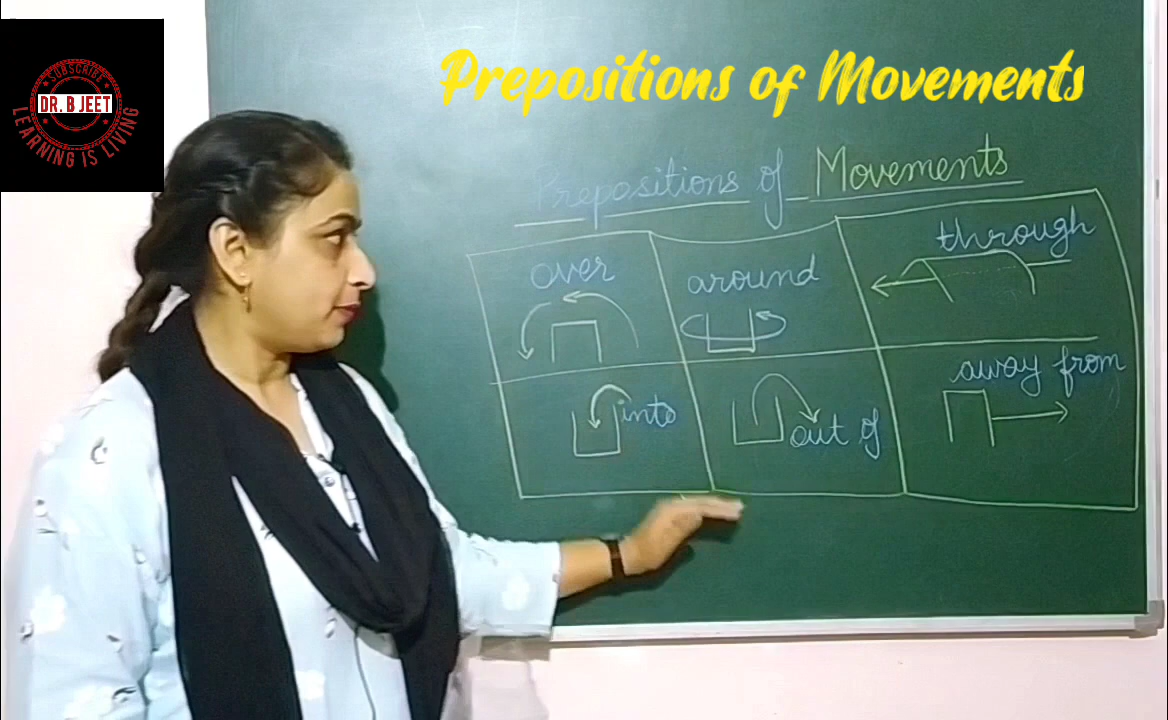 SUBSCRIBE
DR. B JEET
LEARNING IS LIVING
Prepositions of Movements
Prepositions of Movements
over
around
through
into
out of
away from